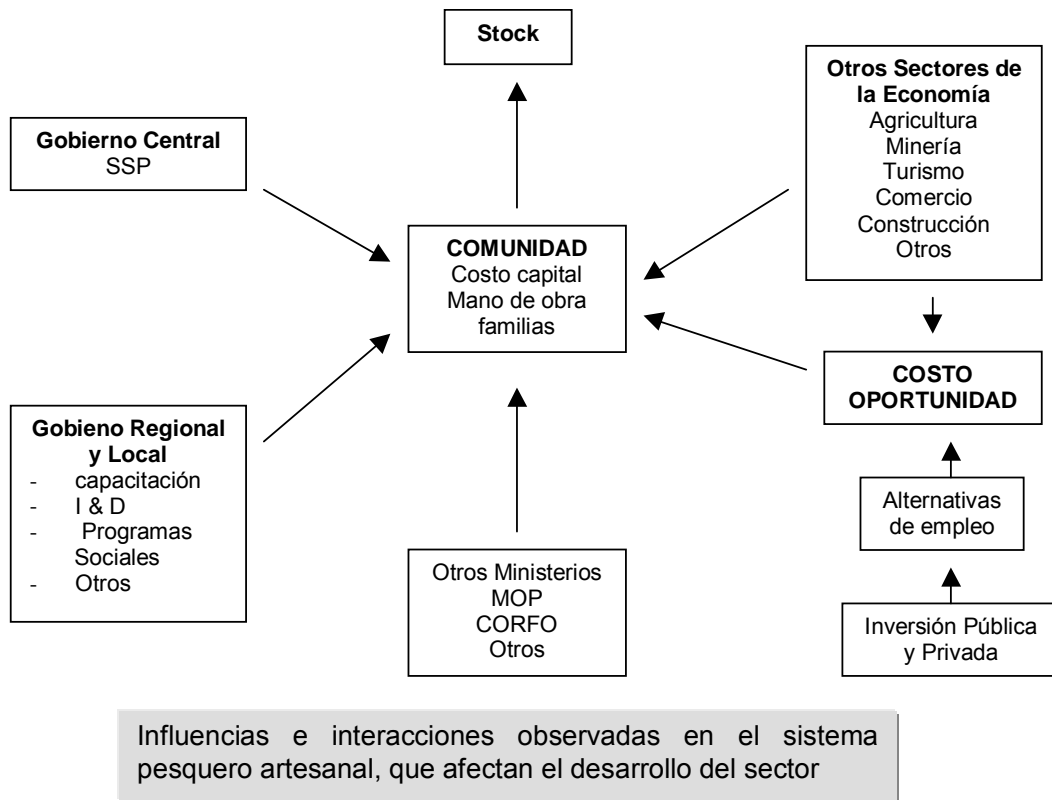 Stock
Otros Sectores de
la Economía
Agricultura
Minería
Turismo
Comercio
Construcción
Otros
Gobierno Central
SSP
COMUNIDAD
Costo capital
Mano de obra
familias
COSTO
OPORTUNIDAD
Gobieno Regional
y Local
- capacitación
- I & D
- Programas
Sociales
- Otros
Alternativas
de empleo
Otros Ministerios
MOP
CORFO
Otros
Inversión Pública
y Privada
Influencias e interacciones observadas en el sistema
pesquero artesanal, que afectan el desarrollo del sector